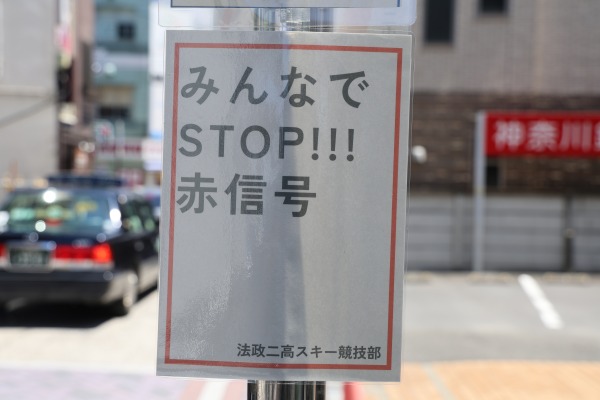 みんなで
STOP!!!
赤信号
法政二高スキー競技部
神奈川